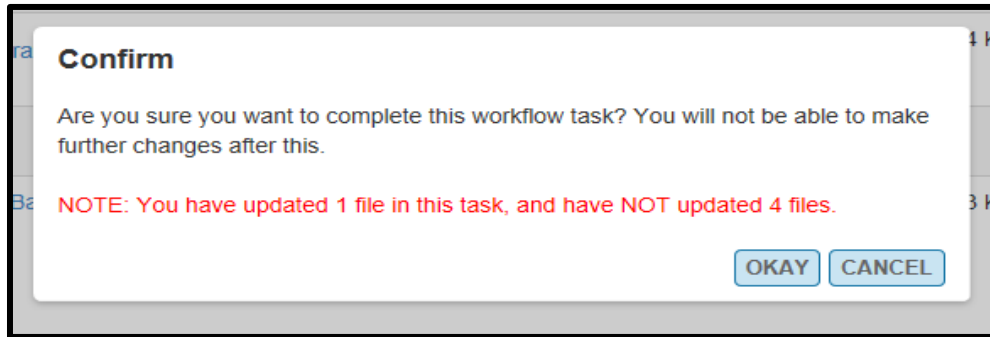 Confirm
Are you sure you want to complete this workflow task? You will not be able to make
further changes after this.
NOTE: You have updated 1 file in this task, and have NOT updated 4 files.
OKAY CANCEL